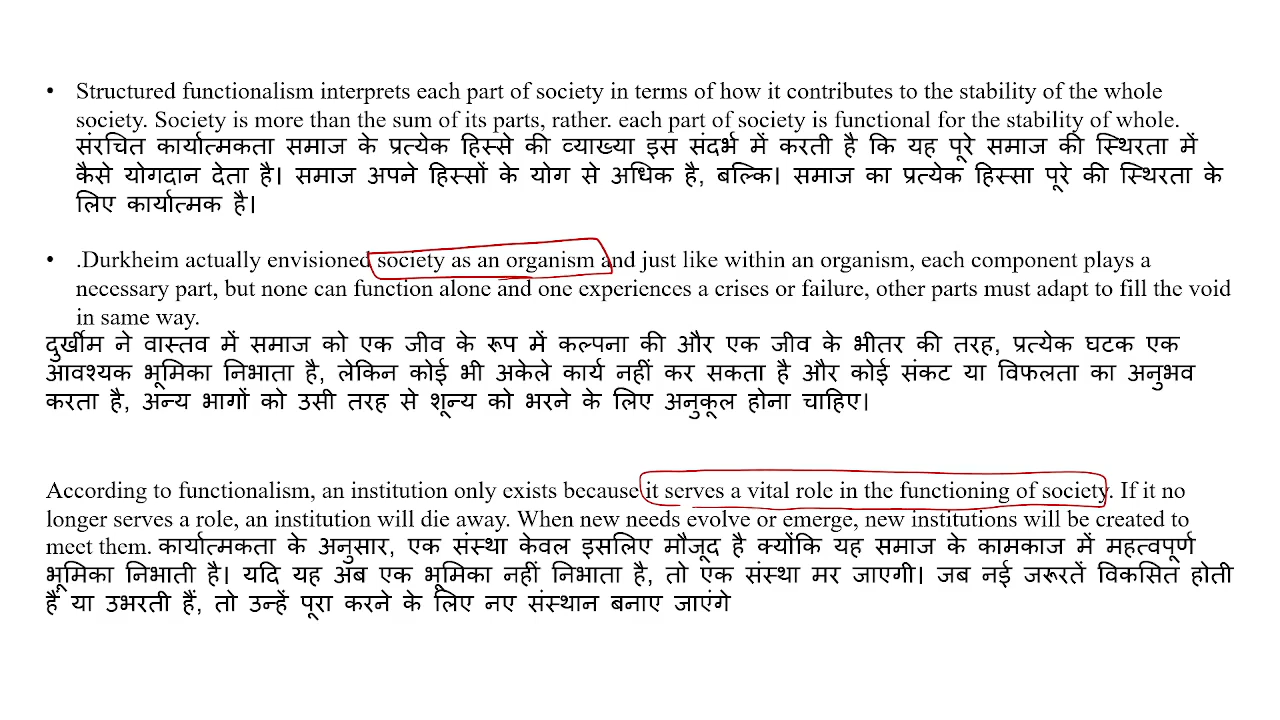 • Structured functionalism interprets each part of society in terms of how it contributes to the stability of the whole
society. Society is more than the sum of its parts, rather. each part of society is functional for the stability of whole.
संरचित कार्यात्मकता समाज के प्रत्येक हिस्से की व्याख्या इस संदर्भ में करती है कि यह पूरे समाज की स्थिरता में
कैसे योगदान देता है। समाज अपने हिस्सों के योग से अधिक है, बल्कि। समाज का प्रत्येक हिस्सा पूरे की स्थिरता के
लिए कार्यात्मक है।
• .Durkheim actually envisioned society as an organism and just like within an organism, each component plays a
necessary part, but none can function alone and one experiences a crises or failure, other parts must adapt to fill the void
in same way.
दुर्खीम ने वास्तव में समाज को एक जीव के रूप में कल्पना की और एक जीव के भीतर की तरह, प्रत्येक घटक एक
आवश्यक भूमिका निभाता है, लेकिन कोई भी अकेले कार्य नहीं कर सकता है और कोई संकट या विफलता का अनुभव
करता है, अन्य भागों को उसी तरह से शून्य को भरने के लिए अनुकूल होना चाहिए।
According to functionalism, an institution only exists because it serves a vital role in the functioning of society. If it no
longer serves a role, an institution will die away. When new needs evolve or emerge, new institutions will be created to
meet them. कार्यात्मकता के अनुसार, एक संस्था केवल इसलिए मौजूद है क्योंकि यह समाज के कामकाज में महत्वपूर्ण
भूमिका निभाती है। यदि यह अब एक भूमिका नहीं निभाता है, तो एक संस्था मर जाएगी। जब नई जरूरतें विकसित होती
हैं या उभरती हैं, तो उन्हें पूरा करने के लिए नए संस्थान बनाए जाएंगे